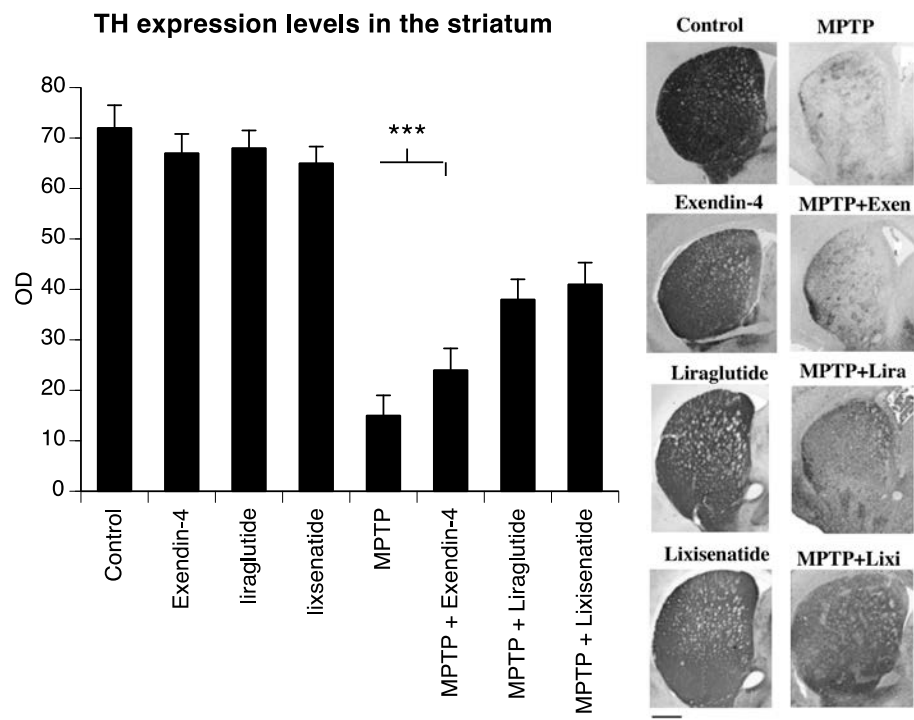 TH expression levels in the striatum
80
70
60
50
40
30
20
10
0
OD
***
Control
Exendin-4
liraglutide
lixsenatide
MPTP
MPTP + Exendin-4
MPTP + Liraglutide
MPTP + Lixisenatide
Control MPTP
Exendin-4 MPTP+Exen
Liraglutide MPTP+Lira
Lixisenatide MPTP+Lixi